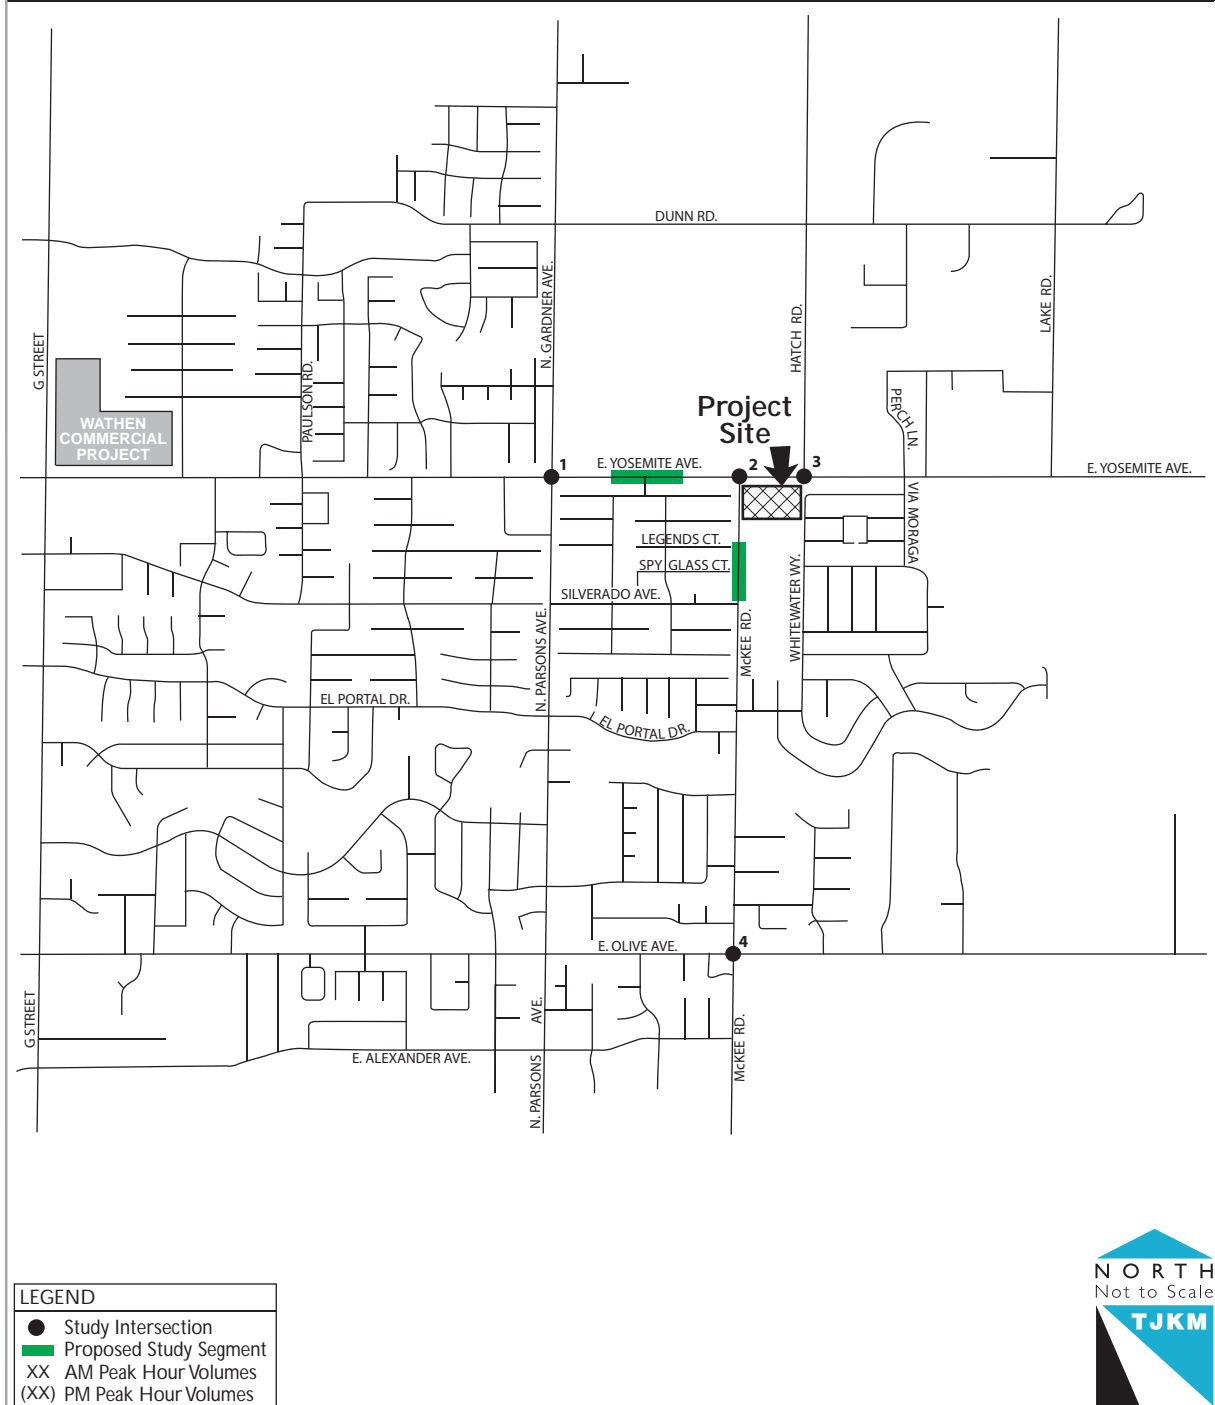 DUNN RD.
N. GARDNER AVE.
HATCH RD.
LAKE RD.
G STREET
PAULSON RD.
WATHEN
COMMERCIAL
PROJECT
Project
Site
PERCH LN.
1
E. YOSEMITE AVE.
2
3
E. YOSEMITE AVE.
VIA MORAGA
LEGENDS CT.
SPY GLASS CT.
SILVERADO AVE.
WHITEWATER WY.
McKEE RD.
N. PARSONS AVE.
EL PORTAL DR.
EL PORTAL DR.
E. OLIVE AVE.
4
G STREET
N. PARSONS AVE.
McKEE RD.
E. ALEXANDER AVE.
NORTH
Not to Scale
TJKM
LEGEND
Study Intersection
Proposed Study Segment
XX AM Peak Hour Volumes
(XX) PM Peak Hour Volumes